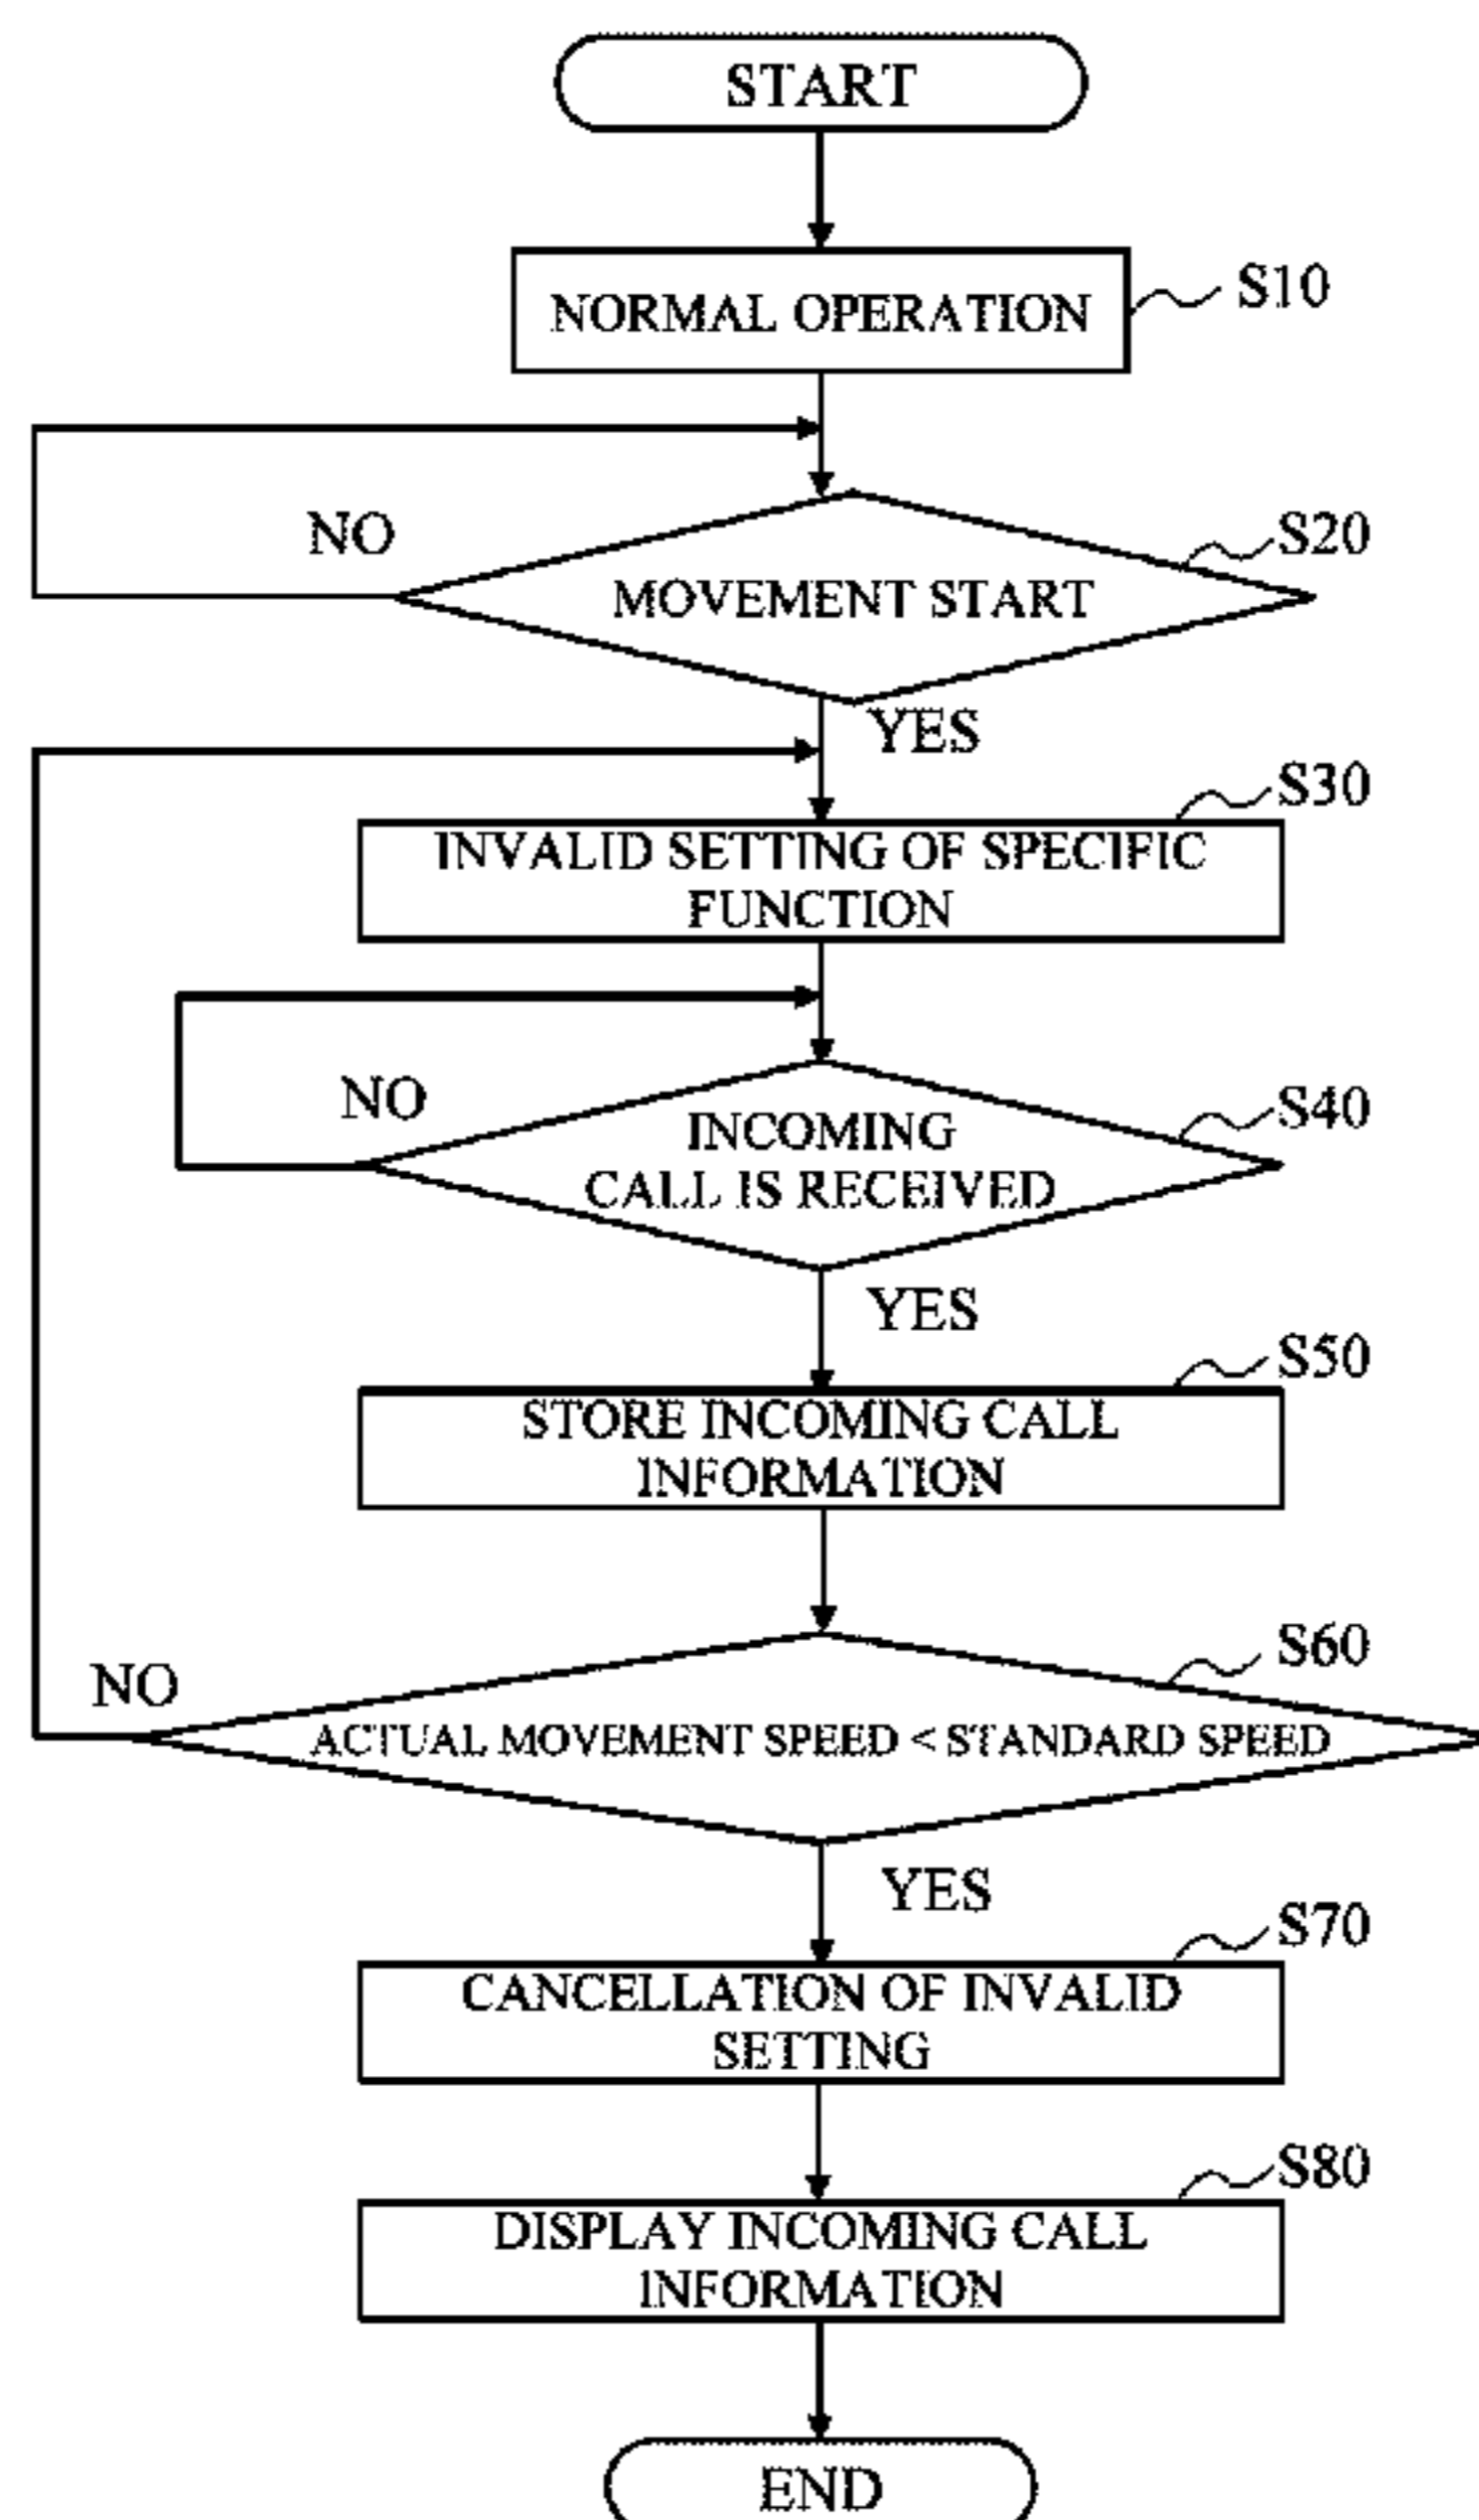 START
NORMAL OPERATION
S10
NO
S20
MOVEMENT START
YES
S30
INVALID SETTING OF SPECIFIC
FUNCTION
NO
S40
INCOMING
CALL IS RECEIVED
YES
S50
STORE INCOMING CALL
INFORMATION
S60
NO
ACTUAL MOVEMENT SPEED < STANDARD SPEED
YES
S70
CANCELLATION OF INVALID
SETTING
S80
DISPLAY INCOMING CALL
INFORMATION
END